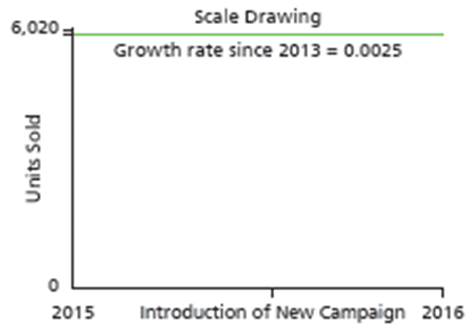 Scale Drawing
6,020
Growth rate since 2013 = 0.0025
Units Sold
0
2015 Introduction of New Campaign 2016